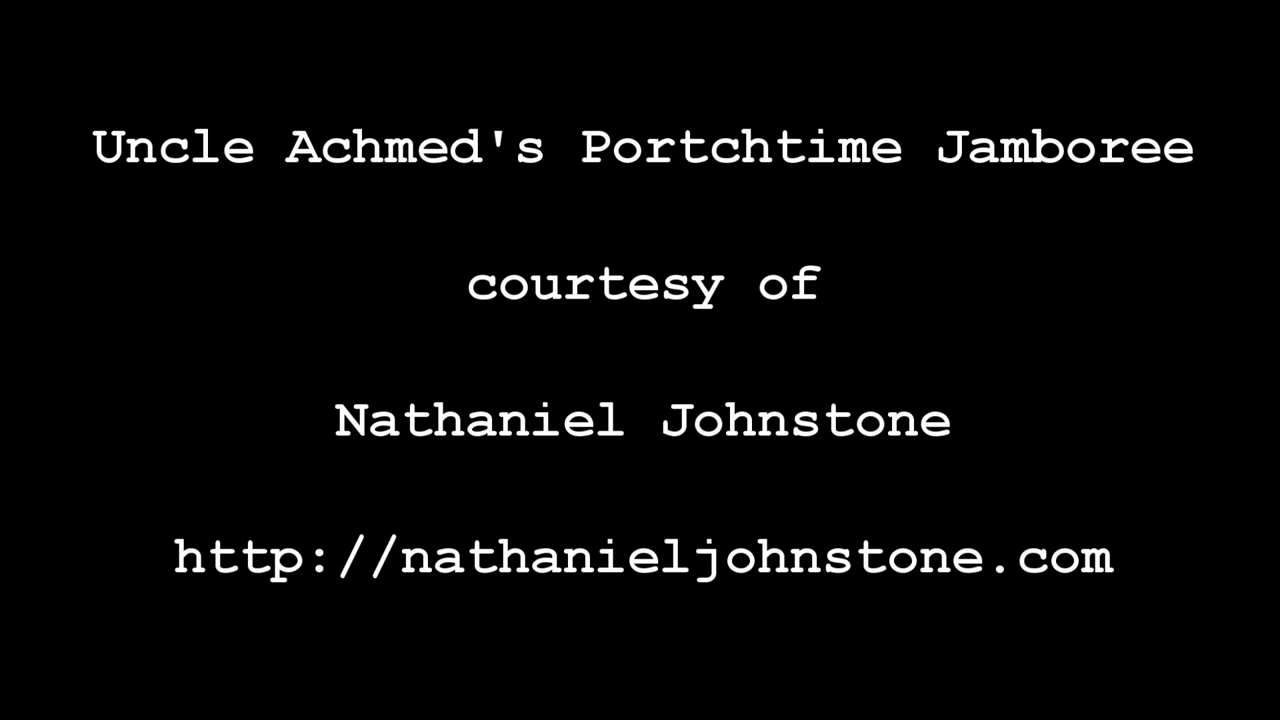 Uncle Achmed's Portchtime Jamboree
courtesy of
Nathaniel Johnstone
http://nathanieljohnstone.com